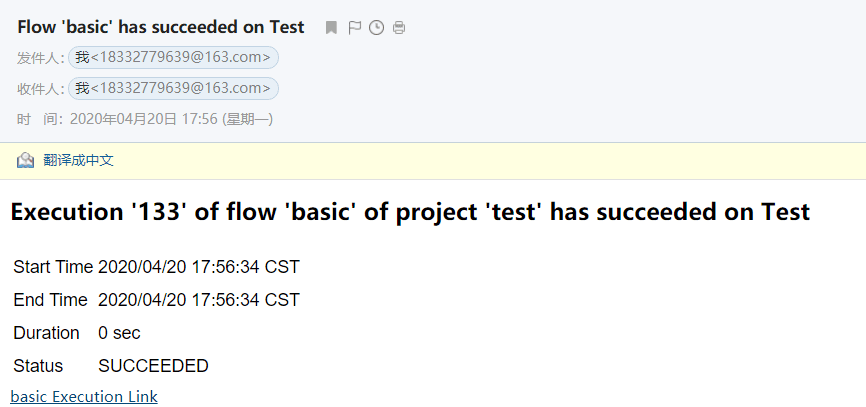 Flow 'basic' has succeeded on Test
发件人: 我<18332779639@163.com>
收件人: 我<18332779639@163.com>
时 间: 2020年04月20日 17:56 (星期一)
翻译成中文
Execution '133' of flow 'basic' of project 'test' has succeeded on Test
Start Time 2020/04/20 17:56:34 CST
End Time 2020/04/20 17:56:34 CST
Duration 0 sec
Status SUCCEEDED
basic Execution Link